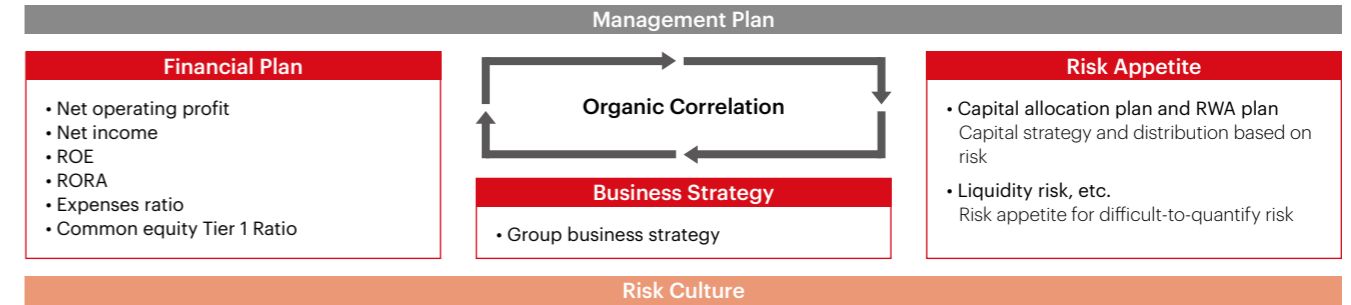 Management Plan
Financial Plan
• Net operating profit
• Net income
• ROE
• RORA
• Expenses ratio
• Common equity Tier 1 Ratio
Organic Correlation
Business Strategy
• Group business strategy
Risk Appetite
• Capital allocation plan and RWA plan
Capital strategy and distribution based on
risk
• Liquidity risk, etc.
Risk appetite for difficult-to-quantify risk
Risk Culture